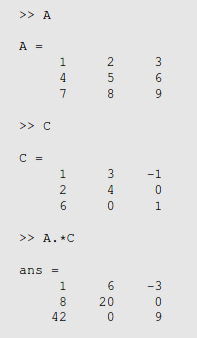 >> A
A =
1 2 3
4 5 6
7 8 9
>> C
C =
1 3 -1
2 4 0
6 0 1
>> A.*C
ans =
1 6 -3
8 20 0
42 0 9